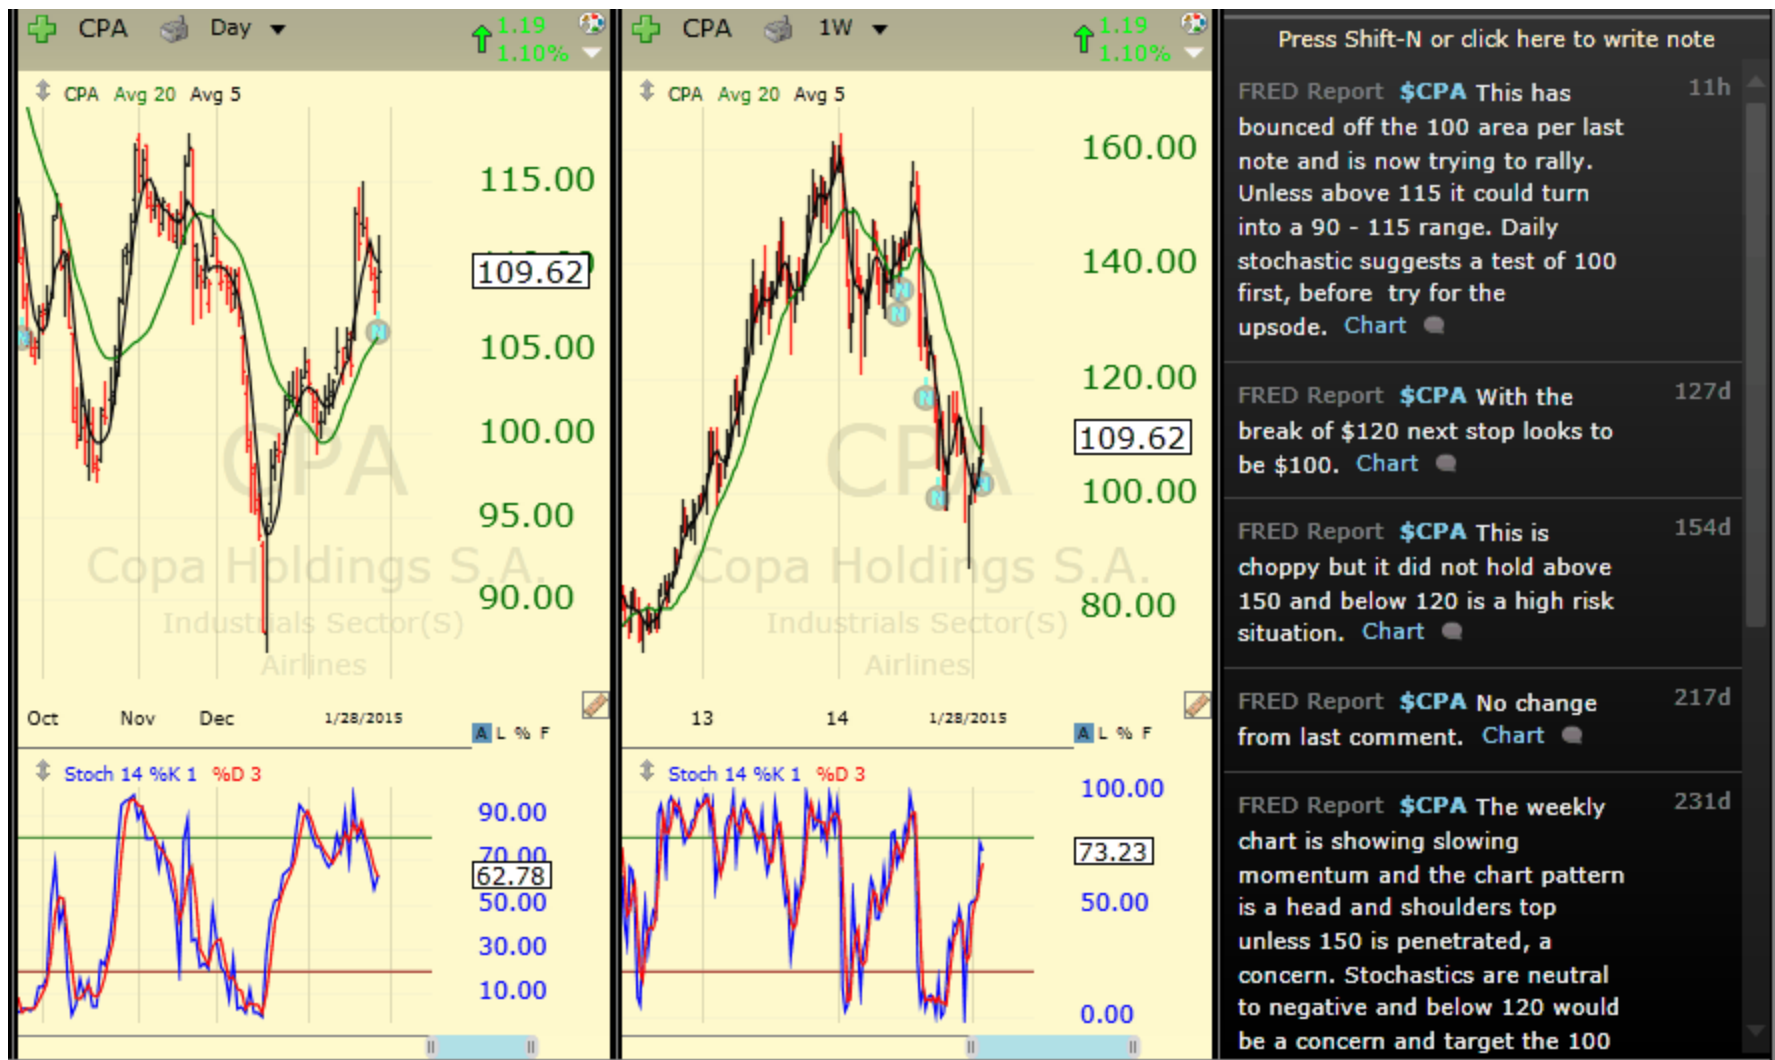 CPA Day 1.19
1.10%
CPA Avg 20 Avg 5
115.00
109.62
105.00
100.00
95.00
90.00
CPA
Copa Holdings S.A.
Industrials Sector(S)
Airlines
N
N
Oct Nov Dec 1/28/2015
A L % F
Stoch 14 %K 1 %D 3
90.00
70.00
62.78
50.00
30.00
10.00
CPA 1W 1.19
1.10%
CPA Avg 20 Avg 5
160.00
140.00
120.00
109.62
100.00
80.00
CPA
Copa Holdings S.A.
Industrials Sector(S)
Airlines
N
N
N
N
N
13 14 1/28/2015
A L % F
Stoch 14 %K 1 %D 3
100.00
73.23
50.00
0.00
Press Shift-N or click here to write note
FRED Report $CPA This has 11h
bounced off the 100 area per last
note and is now trying to rally.
Unless above 115 it could turn
into a 90 - 115 range. Daily
stochastic suggests a test of 100
first, before try for the
upsode. Chart
FRED Report $CPA With the 127d
break of $120 next stop looks to
be $100. Chart
FRED Report $CPA This is 154d
choppy but it did not hold above
150 and below 120 is a high risk
situation. Chart
FRED Report $CPA No change 217d
from last comment. Chart
FRED Report $CPA The weekly 231d
chart is showing slowing
momentum and the chart pattern
is a head and shoulders top
unless 150 is penetrated, a
concern. Stochastics are neutral
to negative and below 120 would
be a concern and target the 100